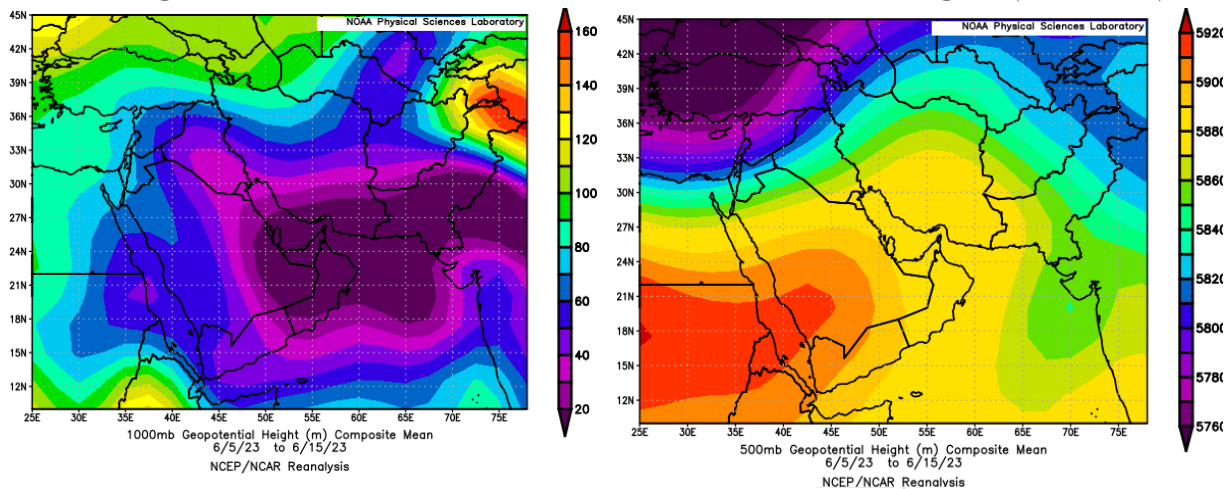 NOAA Physical Sciences Laboratory
45N
42N
39N
36N
33N
30N
27N
24N
21N
18N
15N
12N
25E 30E 35E 40E 45E 50E 55E 60E 65E 70E 75E
160
140
120
100
80
60
40
20
1000mb Geopotential Height (m) Composite Mean
6/5/23 to 6/15/23
NCEP/NCAR Reanalysis
NOAA Physical Sciences Laboratory
45N
42N
39N
36N
33N
30N
27N
24N
21N
18N
15N
12N
25E 30E 35E 40E 45E 50E 55E 60E 65E 70E 75E
5920
5900
5880
5860
5840
5820
5800
5780
5760
500mb Geopotential Height (m) Composite Mean
6/5/23 to 6/15/23
NCEP/NCAR Reanalysis